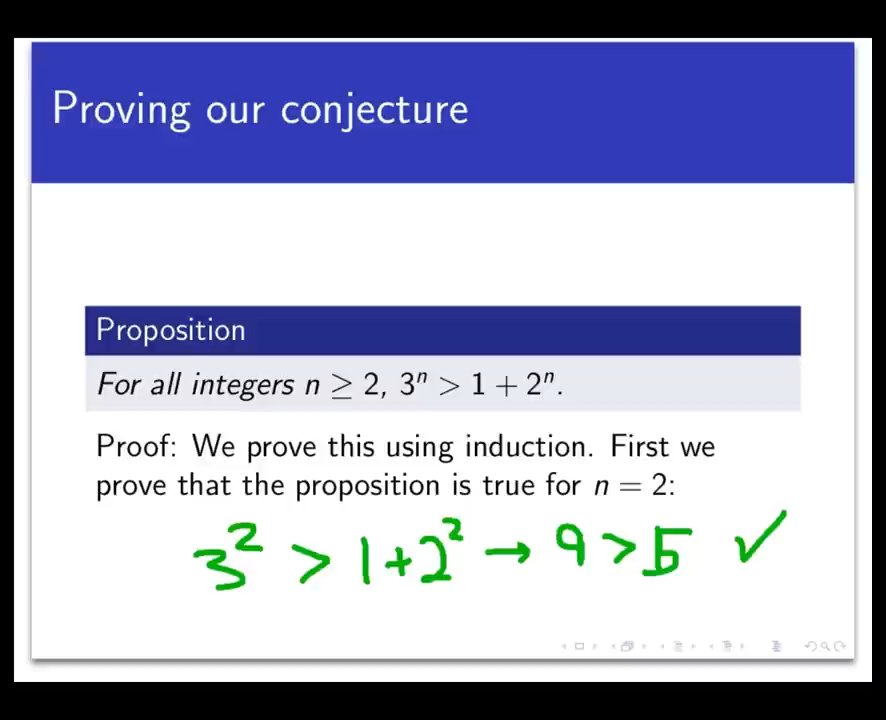 Proving our conjecture
Proposition
For all integers n ≥ 2, 3ⁿ > 1 + 2ⁿ.
Proof: We prove this using induction. First we
prove that the proposition is true for n = 2:
3² > 1 + 2² → 9 > 5 ✓